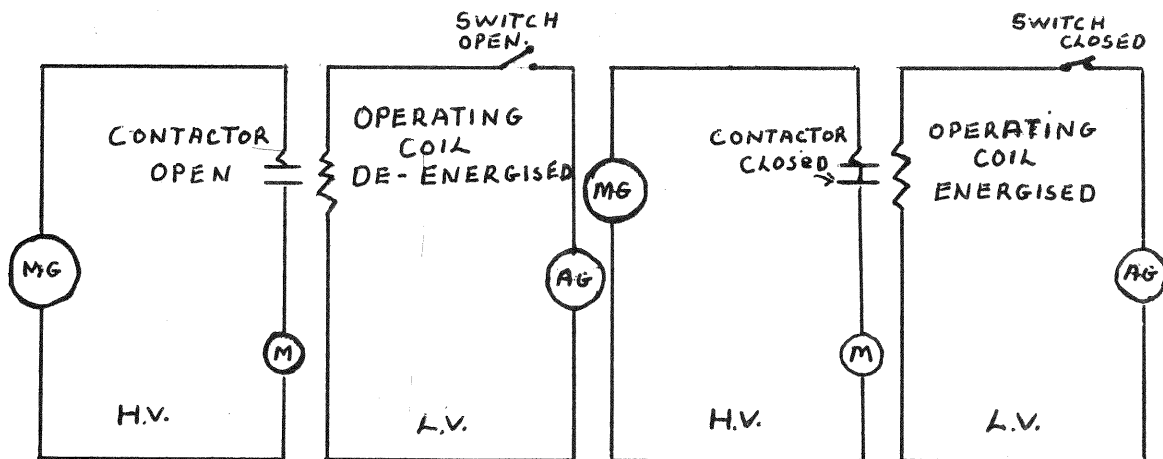 SWITCH
OPEN.
CONTACTOR
OPEN
OPERATING
COIL
DE-ENERGISED
MG
M
AG
H.V.
L.V.
SWITCH
CLOSED
CONTACTOR
CLOSED
OPERATING
COIL
ENERGISED
MG
M
AG
H.V.
L.V.